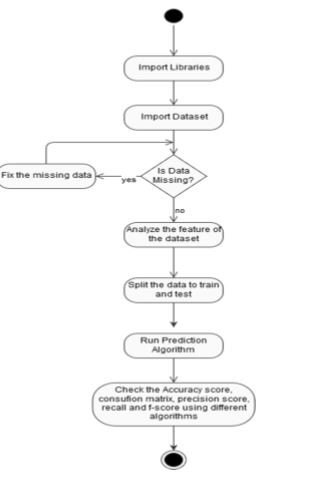 Import Libraries
Import Dataset
Is Data
Missing?
yes
Fix the missing data
no
Analyze the feature of
the dataset
Split the data to train
and test
Run Prediction
Algorithm
Check the Accuracy score,
consufion matrix, precision score,
recall and f-score using different
algorithms